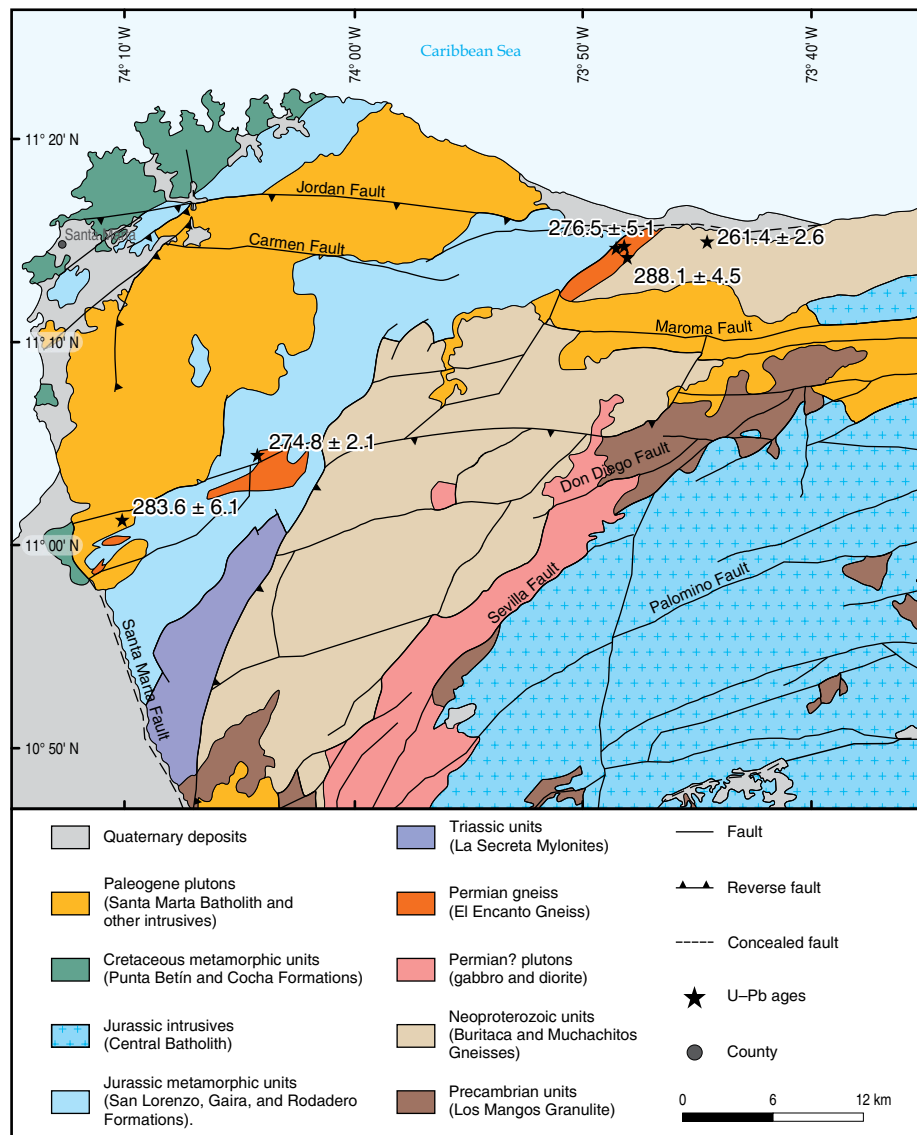 74° 10' W
74° 00' W
73° 50' W
73° 40' W
Caribbean Sea
11° 20' N
Jordan Fault
Santa Marta
Carmen Fault
276.5 ± 5.1
261.4 ± 2.6
288.1 ± 4.5
Maroma Fault
11° 10' N
274.8 ± 2.1
Don Diego Fault
283.6 ± 6.1
11° 00' N
Sevilla Fault
Palomino Fault
Santa Marta Fault
10° 50' N
Quaternary deposits
Paleogene plutons
(Santa Marta Batholith and
other intrusives)
Cretaceous metamorphic units
(Punta Betín and Cocha Formations)
Jurassic intrusives
(Central Batholith)
Jurassic metamorphic units
(San Lorenzo, Gaira, and Rodadero
Formations).
Triassic units
(La Secreta Mylonites)
Permian gneiss
(El Encanto Gneiss)
Permian? plutons
(gabbro and diorite)
Neoproterozoic units
(Buritaca and Muchachitos
Gneisses)
Precambrian units
(Los Mangos Granulite)
Fault
Reverse fault
Concealed fault
U–Pb ages
County
0 6 12 km